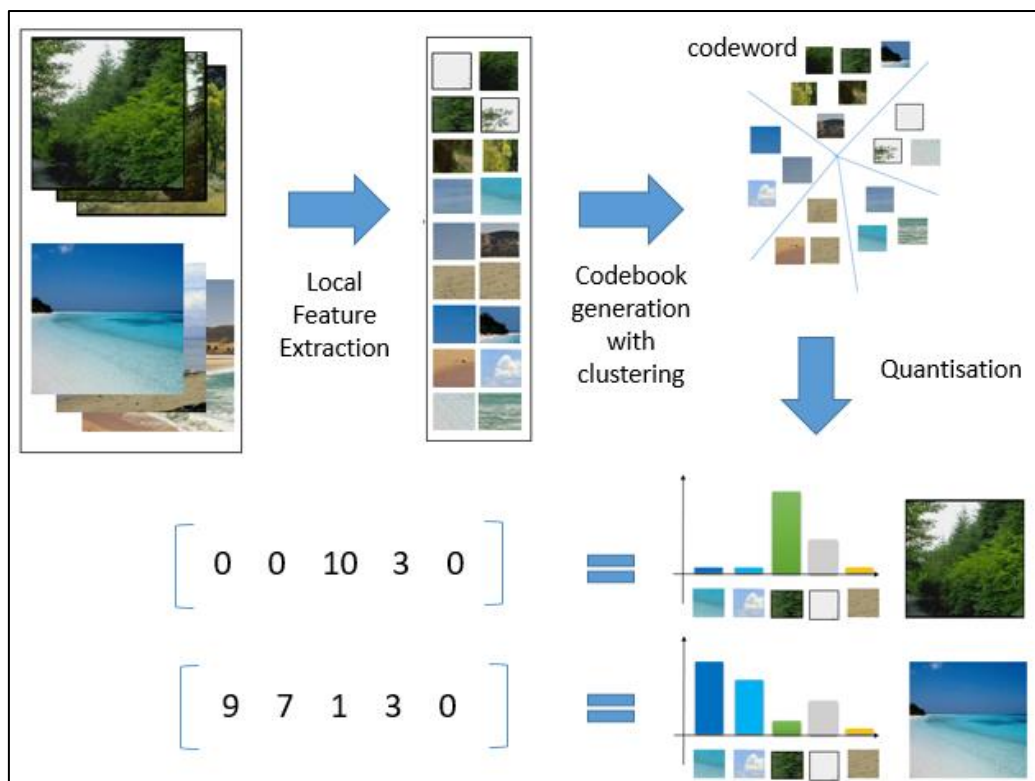 codeword
Local
Feature
Extraction
Codebook
generation
with
clustering
Quantisation
0 0 10 3 0
9 7 1 3 0